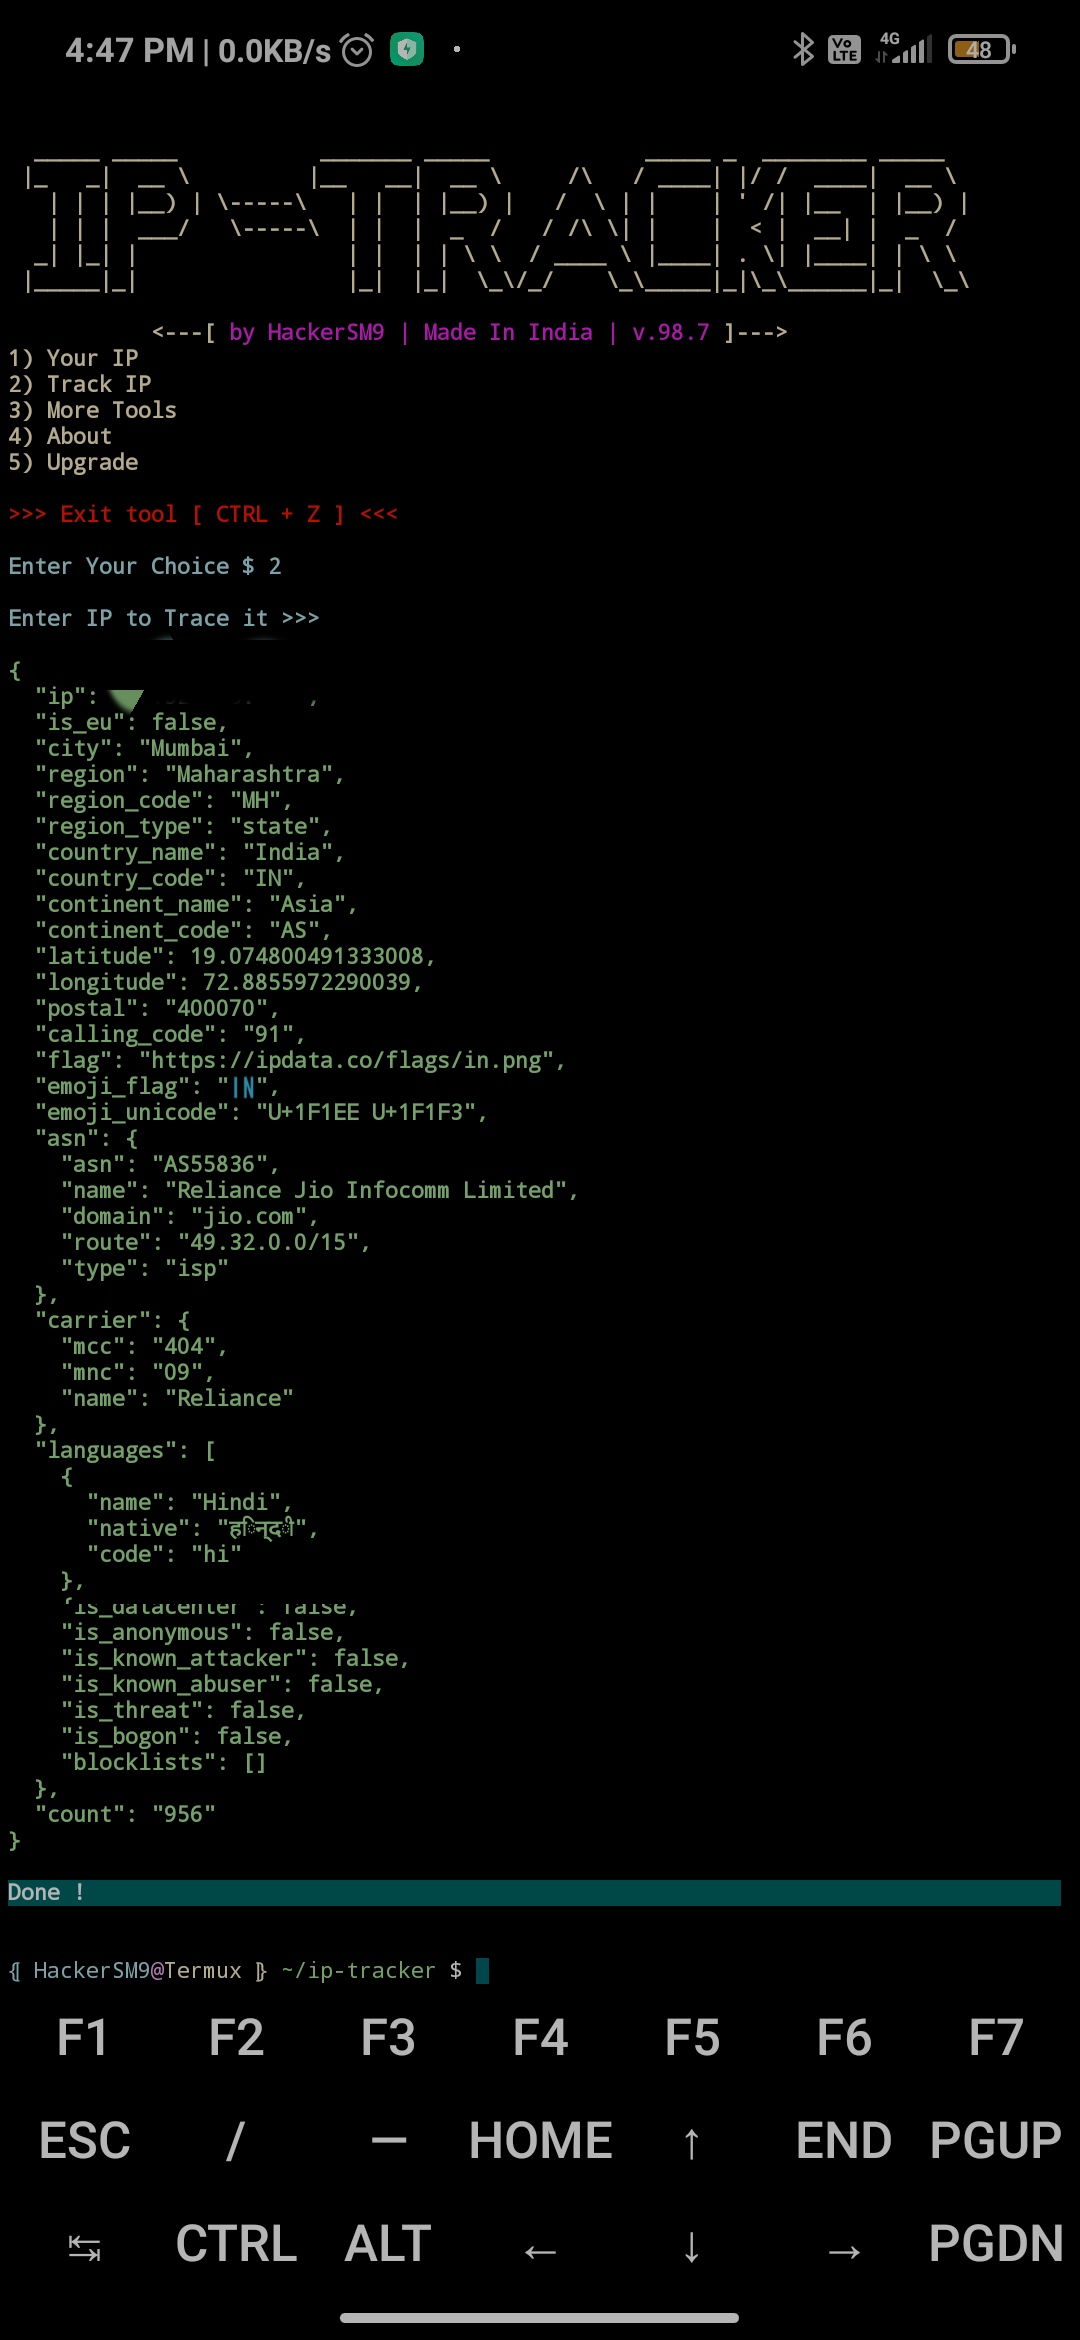 4:47 PM | 0.0KB/s
Vo LTE 4G 48
IP-TRACKER
<---[ by HackerSM9 | Made In India | v.98.7 ]--->
1) Your IP
2) Track IP
3) More Tools
4) About
5) Upgrade
>>> Exit tool [ CTRL + Z ] <<<
Enter Your Choice $ 2
Enter IP to Trace it >>>
{
"ip":
"is_eu": false,
"city": "Mumbai",
"region": "Maharashtra",
"region_code": "MH",
"region_type": "state",
"country_name": "India",
"country_code": "IN",
"continent_name": "Asia",
"continent_code": "AS",
"latitude": 19.074800491333008,
"longitude": 72.8855972290039,
"postal": "400070",
"calling_code": "91",
"flag": "https://ipdata.co/flags/in.png",
"emoji_flag": "IN",
"emoji_unicode": "U+1F1EE U+1F1F3",
"asn": {
"asn": "AS55836",
"name": "Reliance Jio Infocomm Limited",
"domain": "jio.com",
"route": "49.32.0.0/15",
"type": "isp"
},
"carrier": {
"mcc": "404",
"mnc": "09",
"name": "Reliance"
},
"languages": [
{
"name": "Hindi",
"native": "हिन्दी",
"code": "hi"
},
"is_datacenter": false,
"is_anonymous": false,
"is_known_attacker": false,
"is_known_abuser": false,
"is_threat": false,
"is_bogon": false,
"blocklists": []
},
"count": "956"
}
Done !
{[ HackerSM9@Termux ]} ~/ip-tracker $
F1 F2 F3 F4 F5 F6 F7
ESC / — HOME ↑ END PGUP
↹ CTRL ALT ← ↓ → PGDN